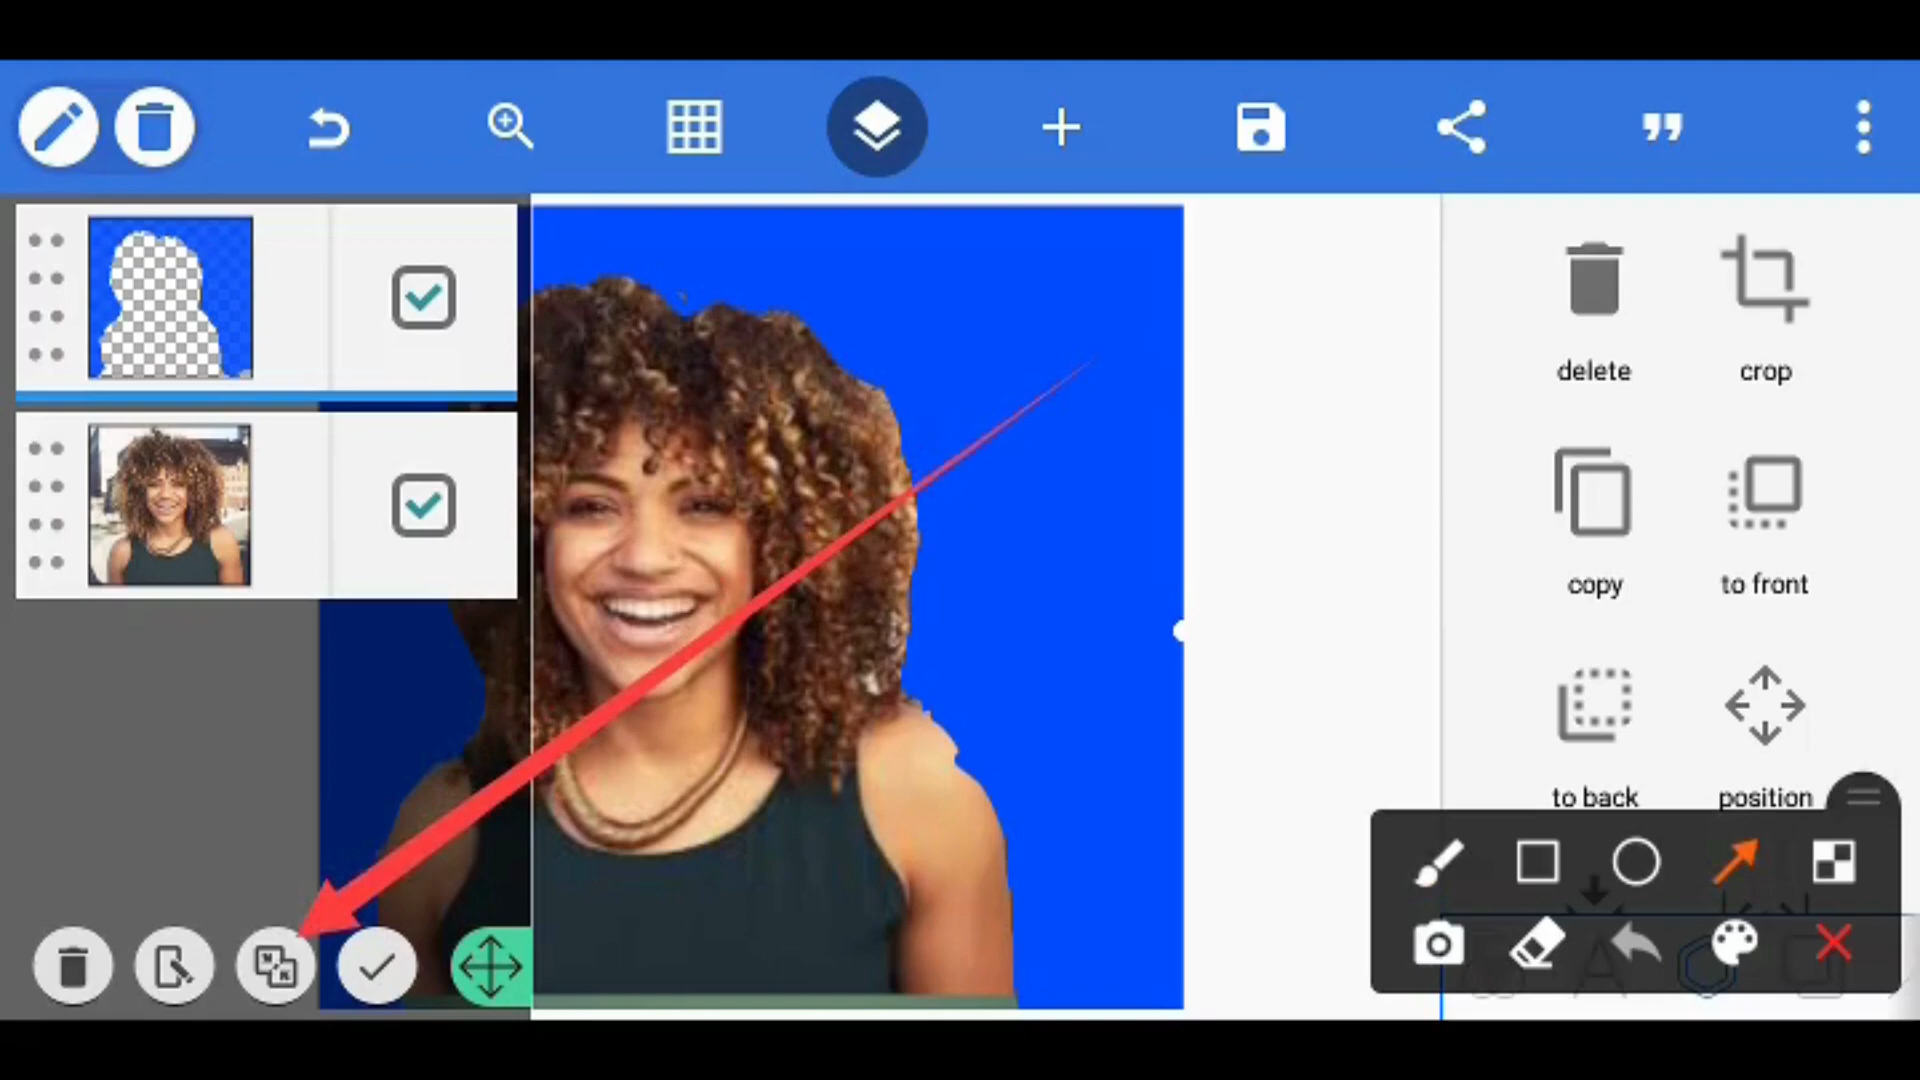 delete
crop
copy
to front
to back
position